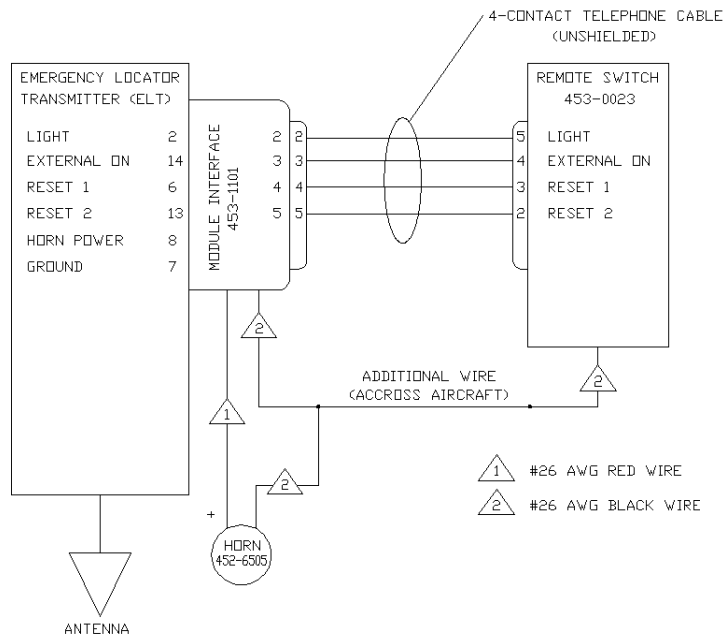 4-CONTACT TELEPHONE CABLE
(UNSHIELDED)
EMERGENCY LOCATOR
TRANSMITTER (ELT)
LIGHT 2
EXTERNAL ON 14
RESET 1 6
RESET 2 13
HORN POWER 8
GROUND 7
MODULE INTERFACE
453-1101
2 2
3 3
4 4
5 5
REMOTE SWITCH
453-0023
5 LIGHT
4 EXTERNAL ON
3 RESET 1
2 RESET 2
2
2
ADDITIONAL WIRE
(ACCROSS AIRCRAFT)
1
2
1 #26 AWG RED WIRE
2 #26 AWG BLACK WIRE
+
HORN
452-6505
ANTENNA